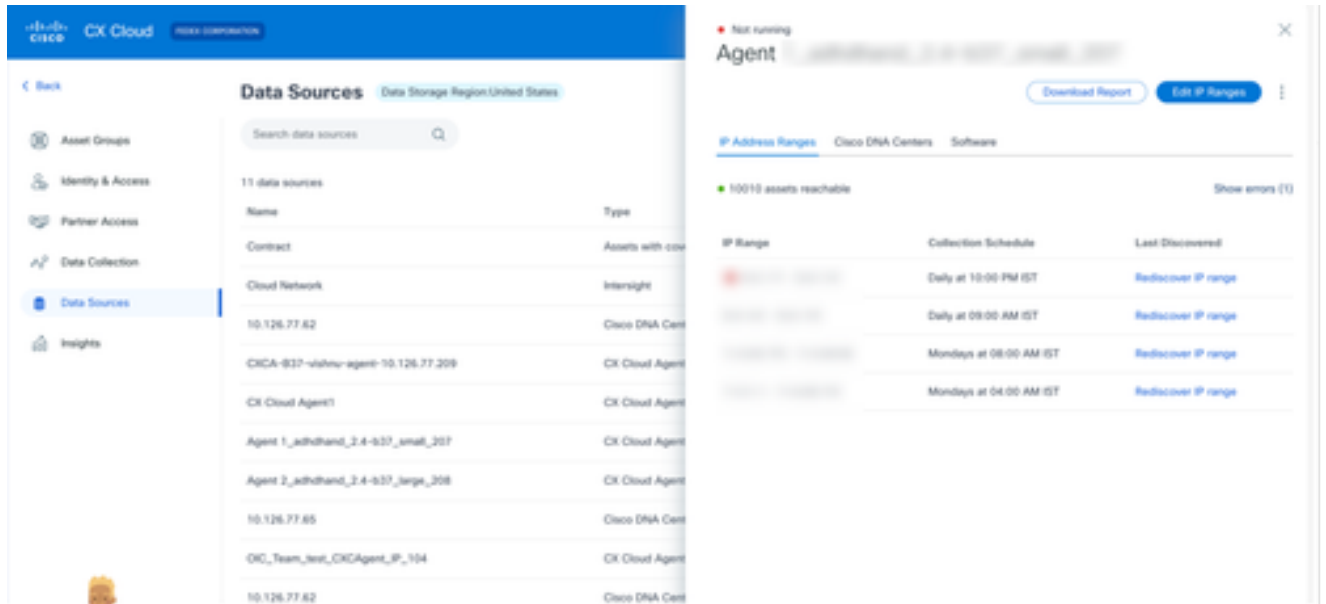 cisco CX Cloud FEDEX CORPORATION
Back
Asset Groups
Identity & Access
Partner Access
Data Collection
Data Sources
Insights
Data Sources Data Storage Region:United States
Search data sources
11 data sources
Name Type
Contract Assets with cov
Cloud Network Intersight
10.126.77.62 Cisco DNA Cent
CXCA-B37-vishnu-agent-10.126.77.209 CX Cloud Agent
CX Cloud Agent1 CX Cloud Agent
Agent 1_adhdhand_2.4-b37_small_207 CX Cloud Agent
Agent 2_adhdhand_2.4-b37_large_208 CX Cloud Agent
10.126.77.65 Cisco DNA Cent
OIC_Team_test_CXCAgent_IP_104 CX Cloud Agent
10.126.77.62 Cisco DNA Cent
Not running
Agent
Download Report Edit IP Ranges
IP Address Ranges Cisco DNA Centers Software
10010 assets reachable Show errors (1)
IP Range Collection Schedule Last Discovered
Daily at 10:00 PM IST Rediscover IP range
Daily at 09:00 AM IST Rediscover IP range
Mondays at 08:00 AM IST Rediscover IP range
Mondays at 04:00 AM IST Rediscover IP range